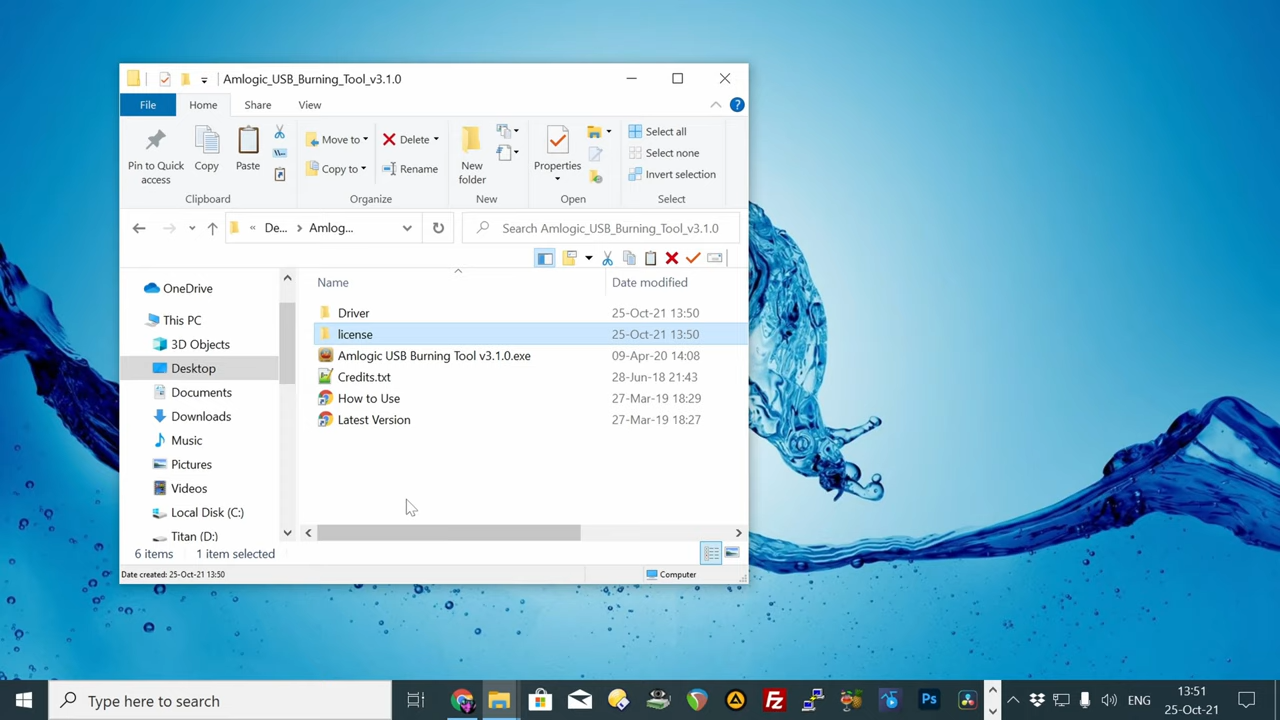 Amlogic_USB_Burning_Tool_v3.1.0
File Home Share View
Pin to Quick access
Copy
Paste
Move to
Copy to
Delete
Rename
New folder
Properties
Select all
Select none
Invert selection
Clipboard Organize New Open Select
« De... Amlog... Search Amlogic_USB_Burning_Tool_v3.1.0
OneDrive
This PC
3D Objects
Desktop
Documents
Downloads
Music
Pictures
Videos
Local Disk (C:)
Titan (D:)
Name Date modified
Driver 25-Oct-21 13:50
license 25-Oct-21 13:50
Amlogic USB Burning Tool v3.1.0.exe 09-Apr-20 14:08
Credits.txt 28-Jun-18 21:43
How to Use 27-Mar-19 18:29
Latest Version 27-Mar-19 18:27
6 items 1 item selected
Date created: 25-Oct-21 13:50 Computer
Type here to search
Ps
ENG
13:51
25-Oct-21